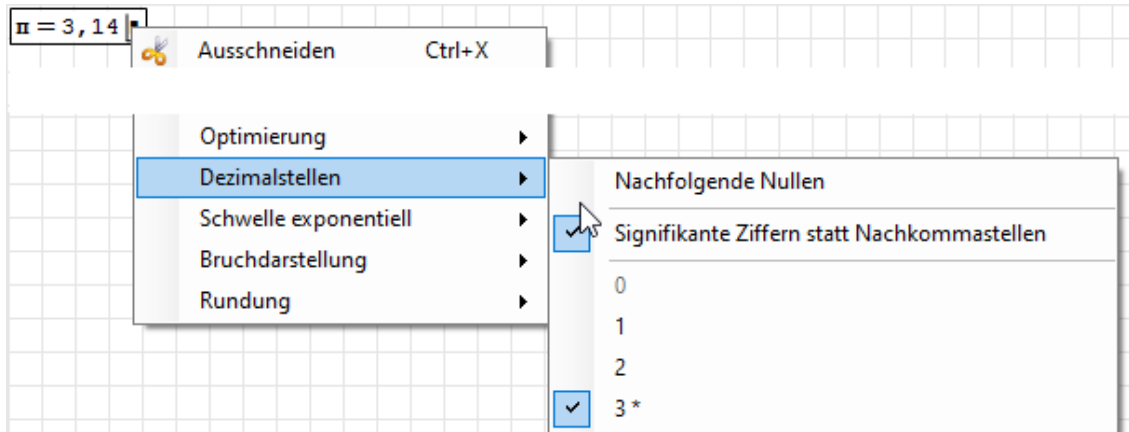 π = 3,14
Ausschneiden Ctrl+X
Optimierung
Dezimalstellen
Schwelle exponentiell
Bruchdarstellung
Rundung
Nachfolgende Nullen
Signifikante Ziffern statt Nachkommastellen
0
1
2
3 *